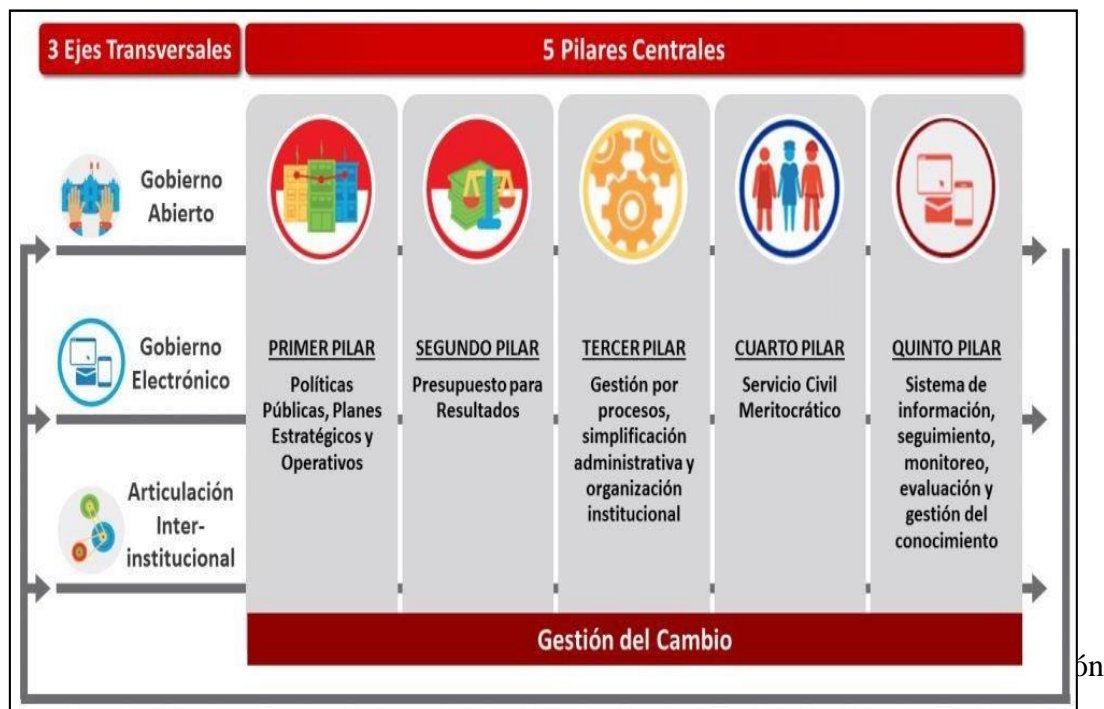 3 Ejes Transversales
5 Pilares Centrales
Gobierno
Abierto
Gobierno
Electrónico
Articulación
Inter-
institucional
PRIMER PILAR
Políticas
Públicas, Planes
Estratégicos y
Operativos
SEGUNDO PILAR
Presupuesto para
Resultados
TERCER PILAR
Gestión por
procesos,
simplificación
administrativa y
organización
institucional
CUARTO PILAR
Servicio Civil
Meritocrático
QUINTO PILAR
Sistema de
información,
seguimiento,
monitoreo,
evaluación y
gestión del
conocimiento
Gestión del Cambio